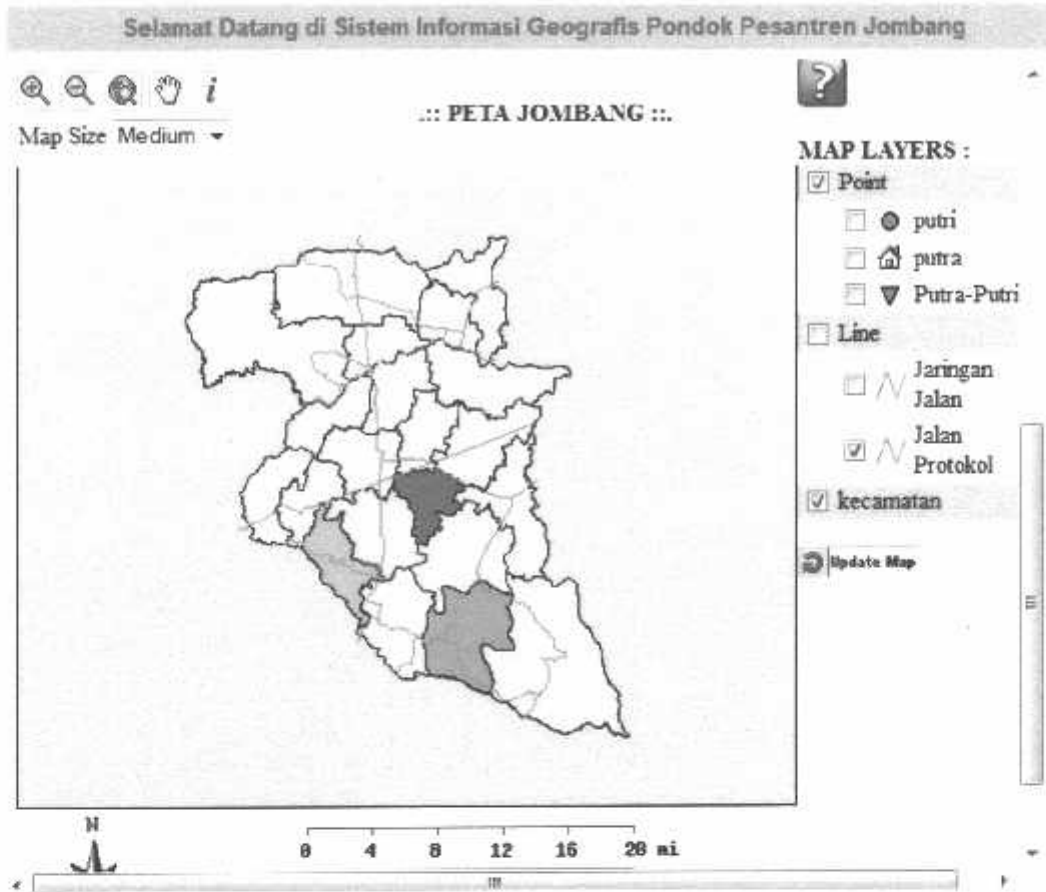 Selamat Datang di Sistem Informasi Geografis Pondok Pesantren Jombang
i
?
.:: PETA JOMBANG ::.
Map Size Medium
MAP LAYERS :
Point
putri
putra
Putra-Putri
Line
Jaringan
Jalan
Jalan
Protokol
kecamatan
Update Map
N
0 4 8 12 16 20 mi